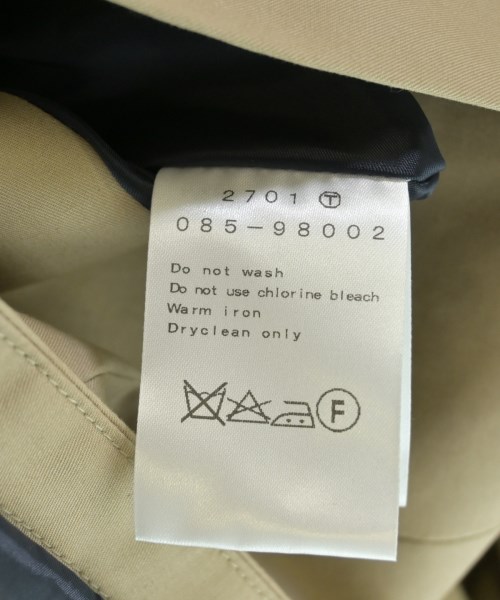 2701 Ⓣ
085-98002
Do not wash
Do not use chlorine bleach
Warm iron
Dryclean only
F